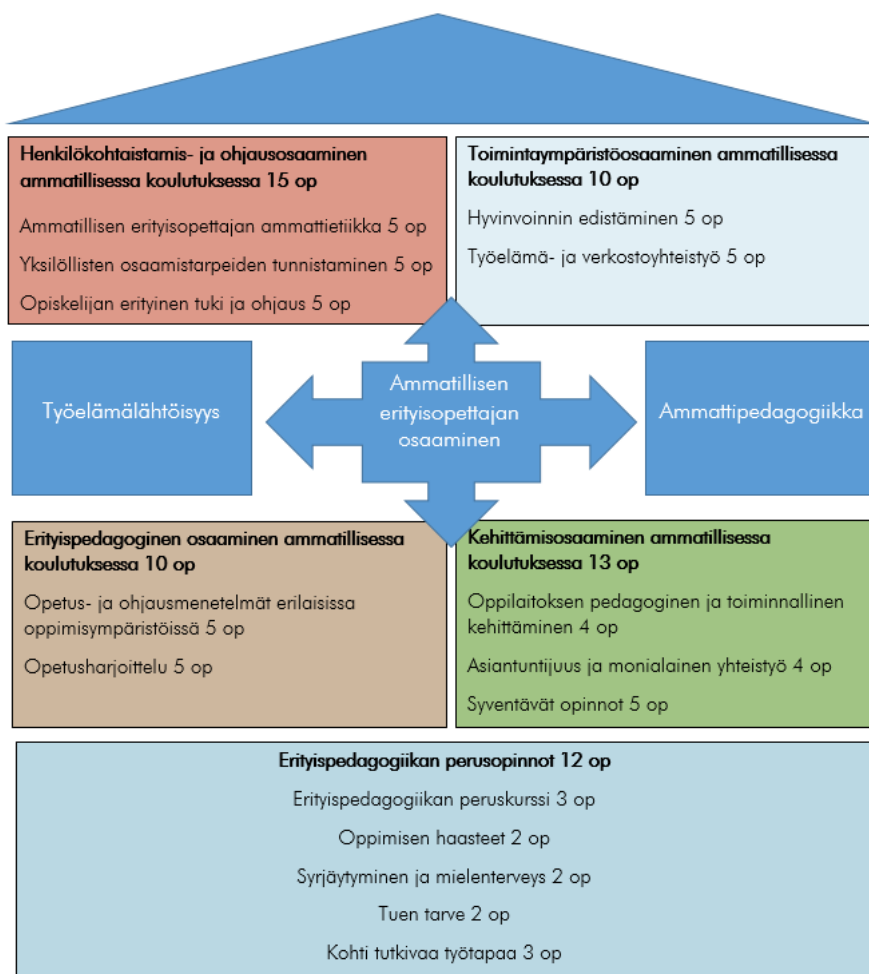 Henkilökohtaistamis- ja ohjausosaaminen
ammatillisessa koulutuksessa 15 op
Ammatillisen erityisopettajan ammattietiikka 5 op
Yksilöllisten osaamistarpeiden tunnistaminen 5 op
Opiskelijan erityinen tuki ja ohjaus 5 op
Toimintaympäristöosaaminen ammatillisessa
koulutuksessa 10 op
Hyvinvoinnin edistäminen 5 op
Työelämä- ja verkostoyhteistyö 5 op
Työelämälähtöisyys
Ammatillisen
erityisopettajan
osaaminen
Ammattipedagogiikka
Erityispedagoginen osaaminen ammatillisessa
koulutuksessa 10 op
Opetus- ja ohjausmenetelmät erilaisissa
oppimisympäristöissä 5 op
Opetusharjoittelu 5 op
Kehittämisosaaminen ammatillisessa
koulutuksessa 13 op
Oppilaitoksen pedagoginen ja toiminnallinen
kehittäminen 4 op
Asiantuntijuus ja monialainen yhteistyö 4 op
Syventävät opinnot 5 op
Erityispedagogiikan perusopinnot 12 op
Erityispedagogiikan peruskurssi 3 op
Oppimisen haasteet 2 op
Syrjäytyminen ja mielenterveys 2 op
Tuen tarve 2 op
Kohti tutkivaa työtapaa 3 op